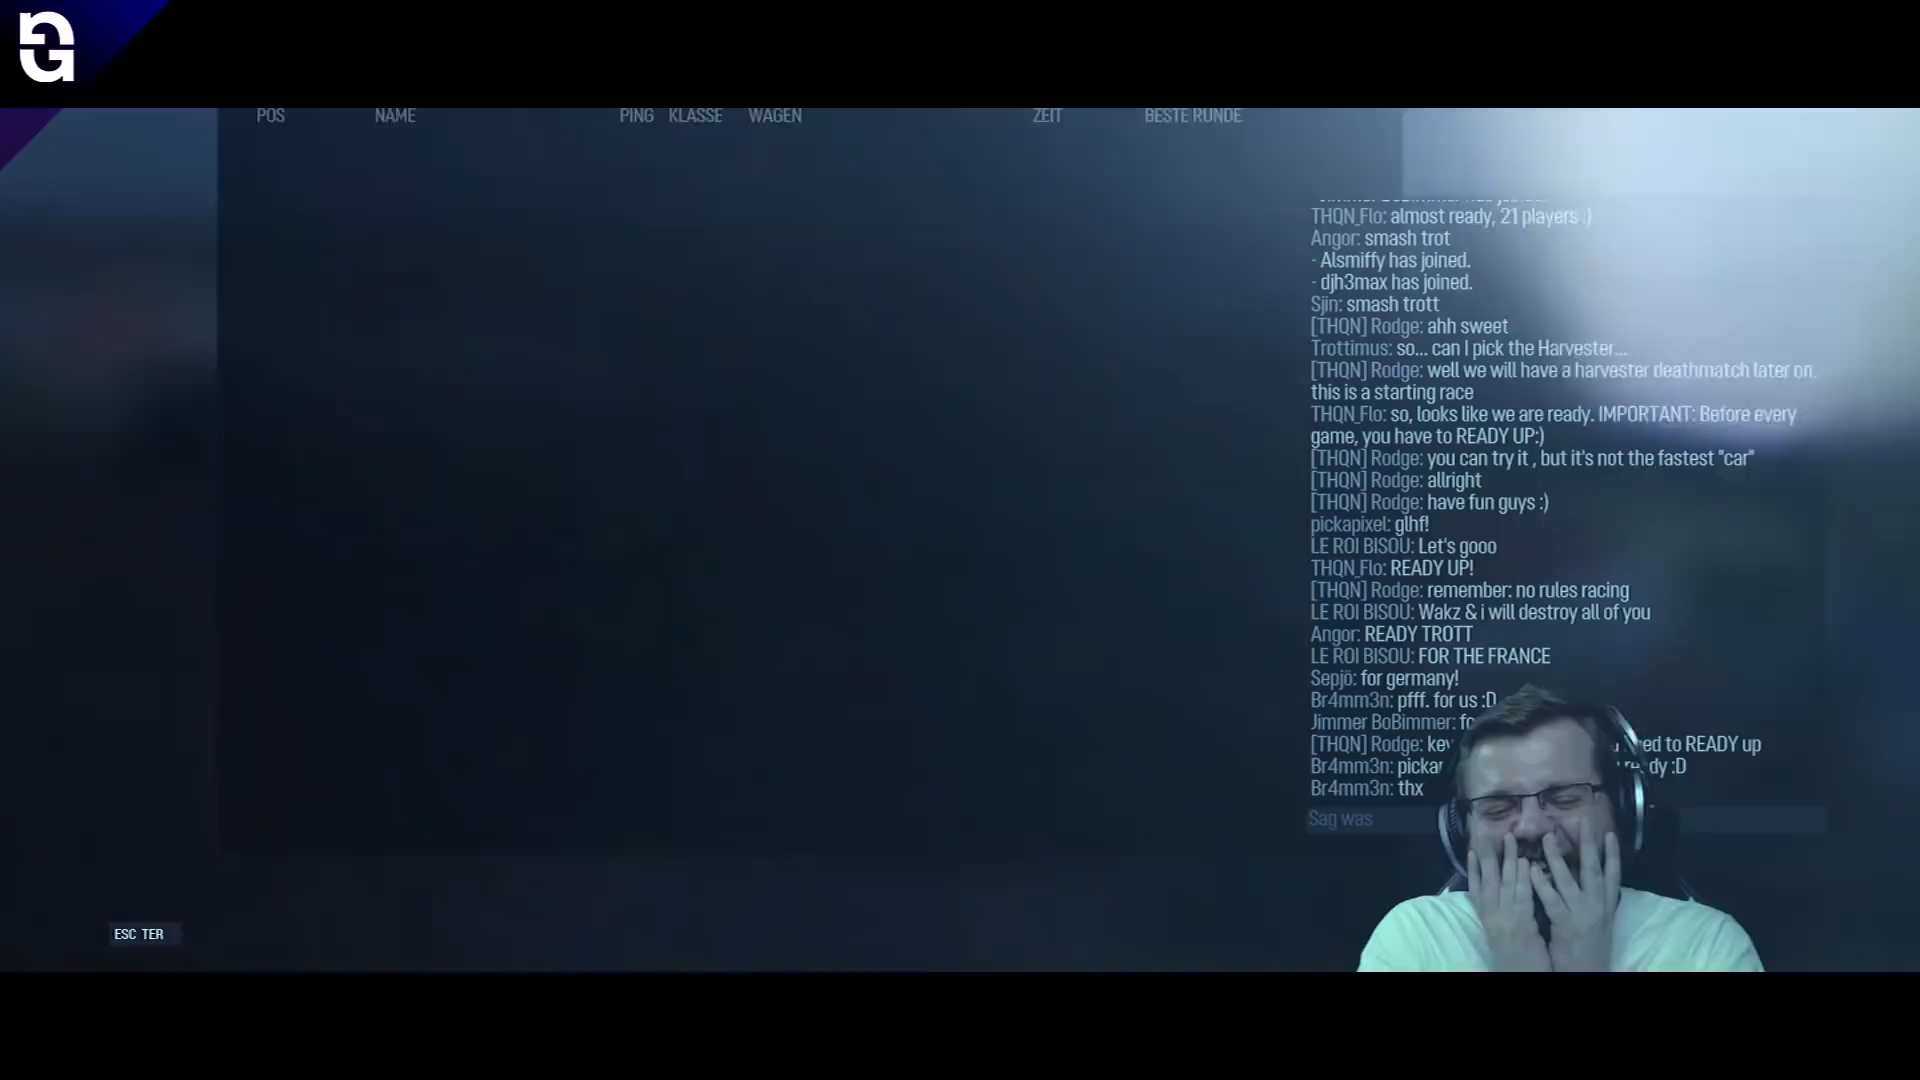 POS NAME PING KLASSE WAGEN ZEIT BESTE RUNDE
THQN_Flo: almost ready, 21 players :)
Angor: smash trot
- Alsmiffy has joined.
- djh3max has joined.
Sjin: smash trott
[THQN] Rodge: ahh sweet
Trottimus: so... can I pick the Harvester...
[THQN] Rodge: well we will have a harvester deathmatch later on.
this is a starting race
THQN_Flo: so, looks like we are ready. IMPORTANT: Before every
game, you have to READY UP:)
[THQN] Rodge: you can try it , but it's not the fastest "car"
[THQN] Rodge: allright
[THQN] Rodge: have fun guys :)
pickapixel: glhf!
LE ROI BISOU: Let's gooo
THQN_Flo: READY UP!
[THQN] Rodge: remember: no rules racing
LE ROI BISOU: Wakz & i will destroy all of you
Angor: READY TROTT
LE ROI BISOU: FOR THE FRANCE
Sepjö: for germany!
Br4mm3n: pfff. for us :D
Jimmer BoBimmer:
[THQN] Rodge: to READY up
Br4mm3n: :D
Br4mm3n: thx
Sag was
ESC TER